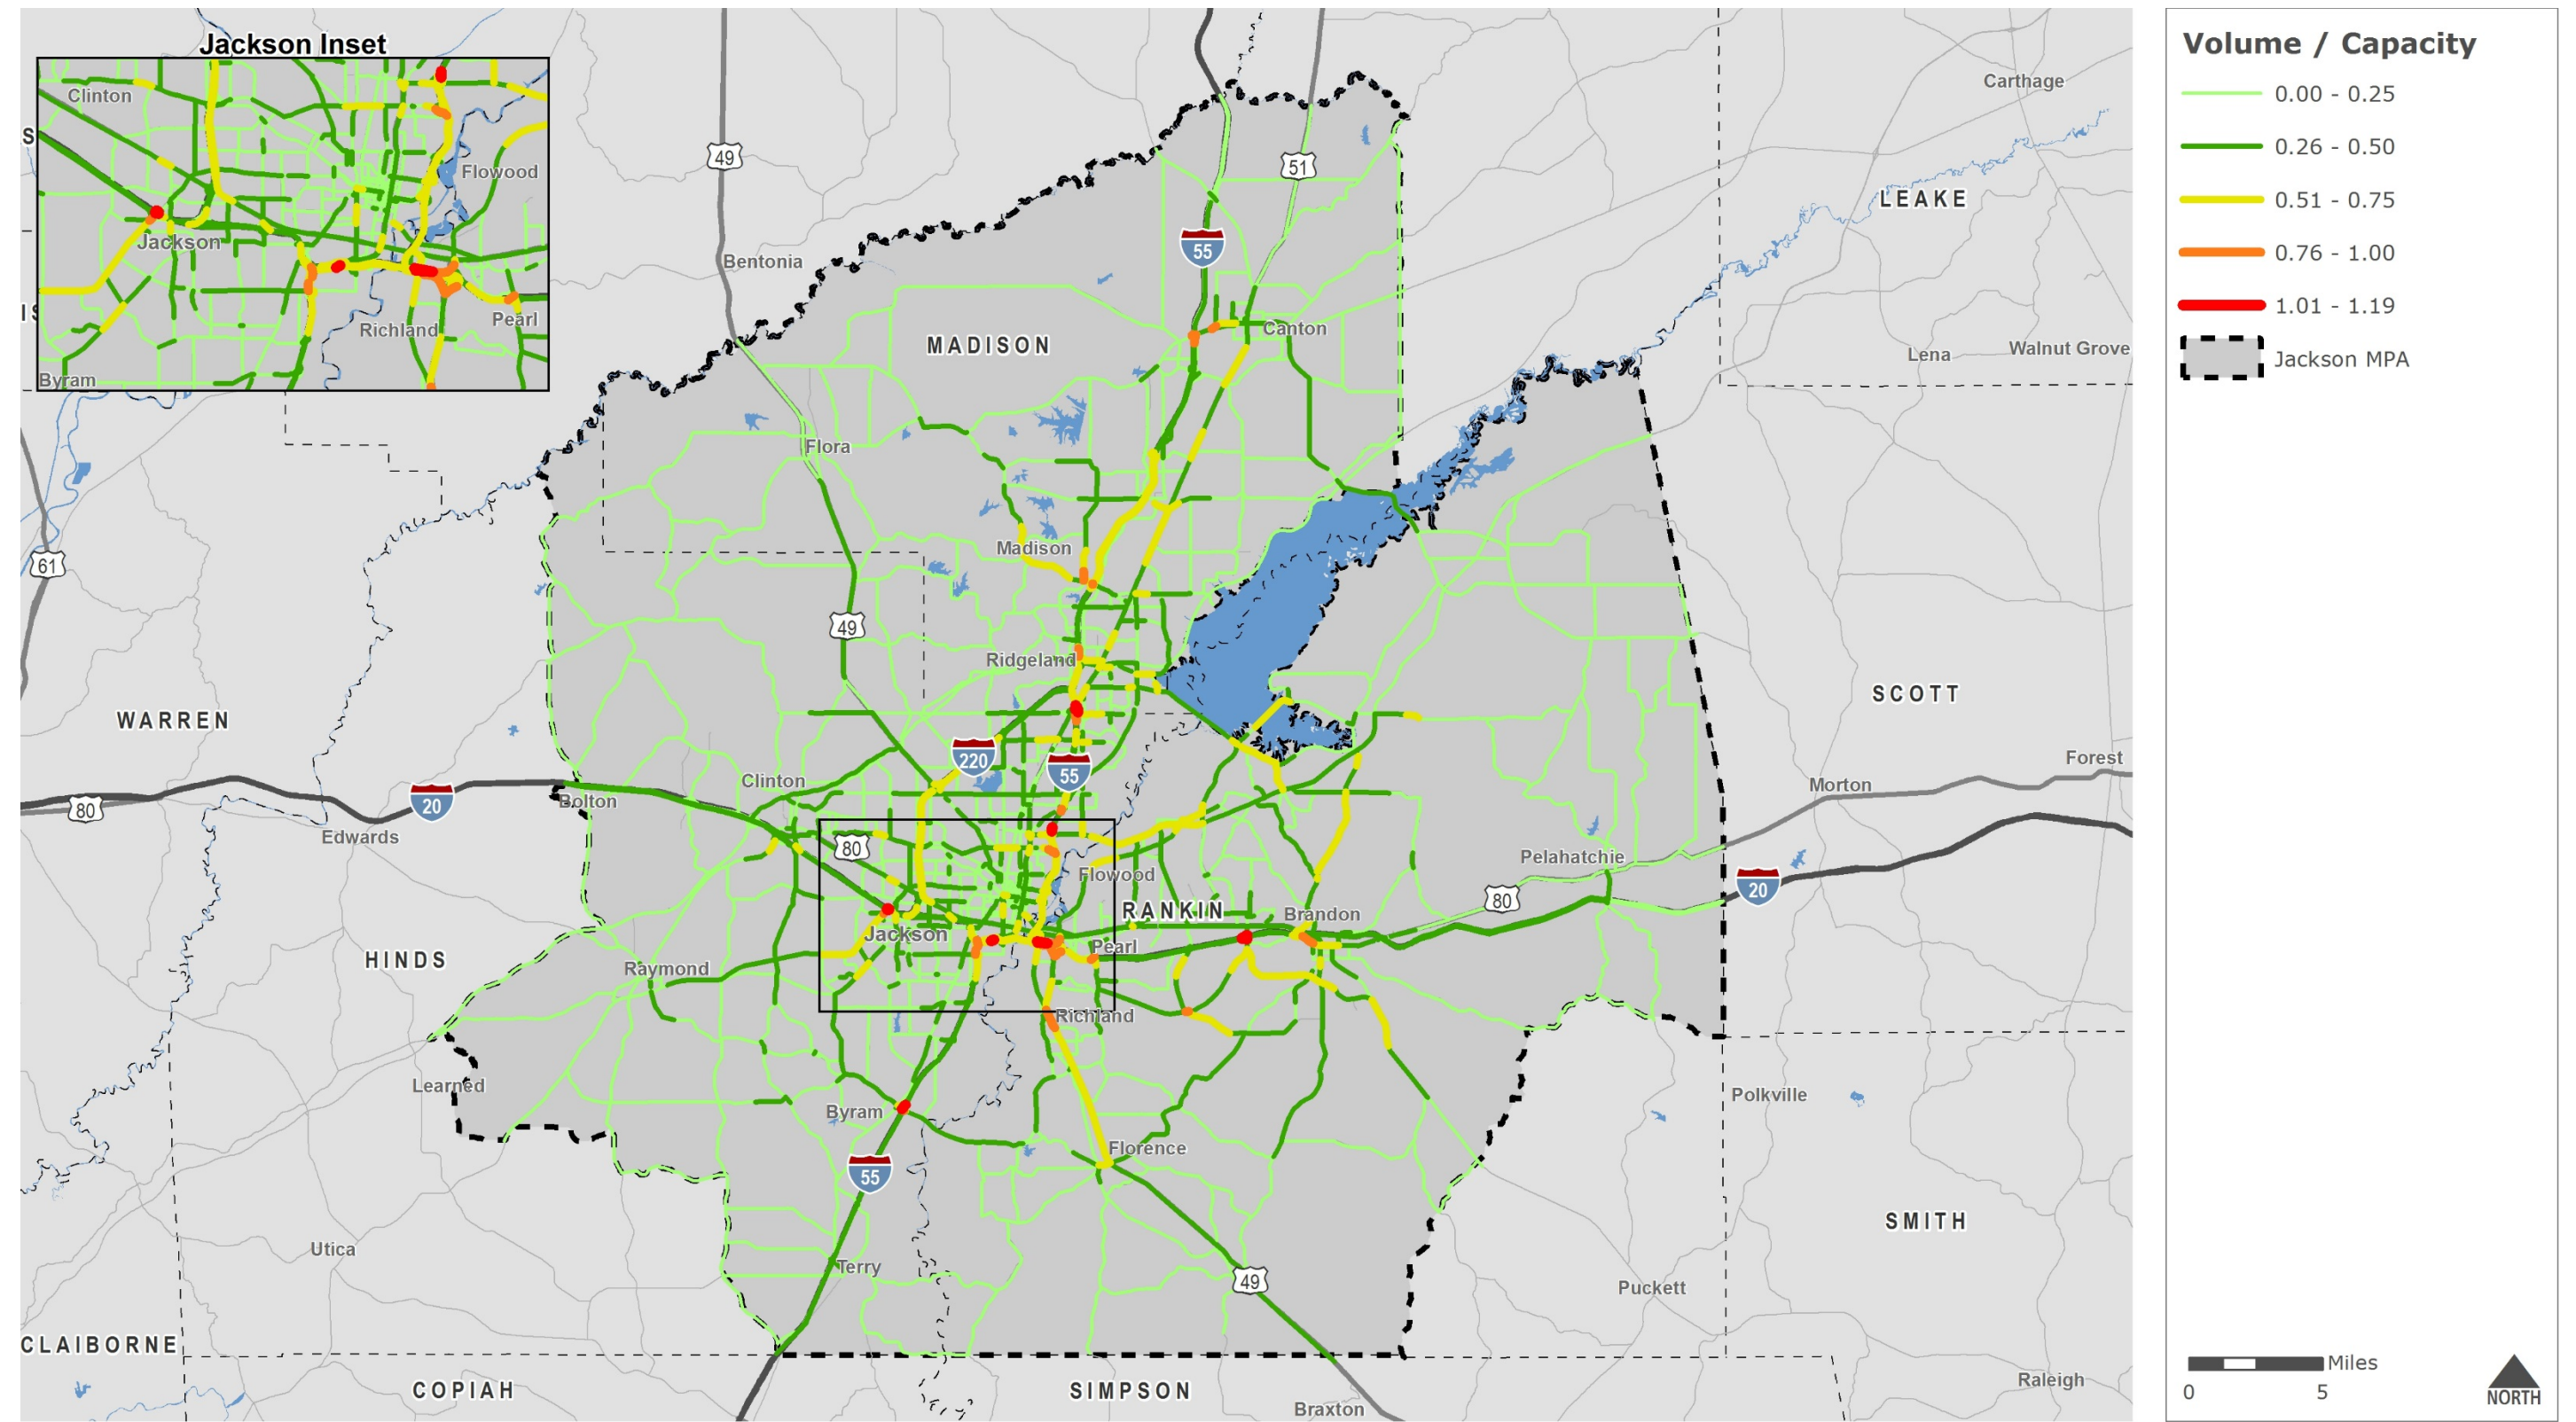 Jackson Inset
Clinton
Flowood
Jackson
Richland
Pearl
Byram
S
IS
49
51
55
Carthage
LEAKE
Bentonia
MADISON
Canton
Lena
Walnut Grove
Flora
61
Madison
49
Ridgeland
WARREN
SCOTT
220
55
Clinton
Forest
Morton
80
20
Bolton
Edwards
80
Pelahatchie
Flowood
80
20
RANKIN
Brandon
Jackson
Pearl
HINDS
Raymond
Richland
Learned
Byram
Polkville
Florence
55
SMITH
Utica
Terry
49
Puckett
CLAIBORNE
COPIAH
SIMPSON
Raleigh
Braxton
Volume / Capacity
0.00 - 0.25
0.26 - 0.50
0.51 - 0.75
0.76 - 1.00
1.01 - 1.19
Jackson MPA
Miles
0
5
NORTH